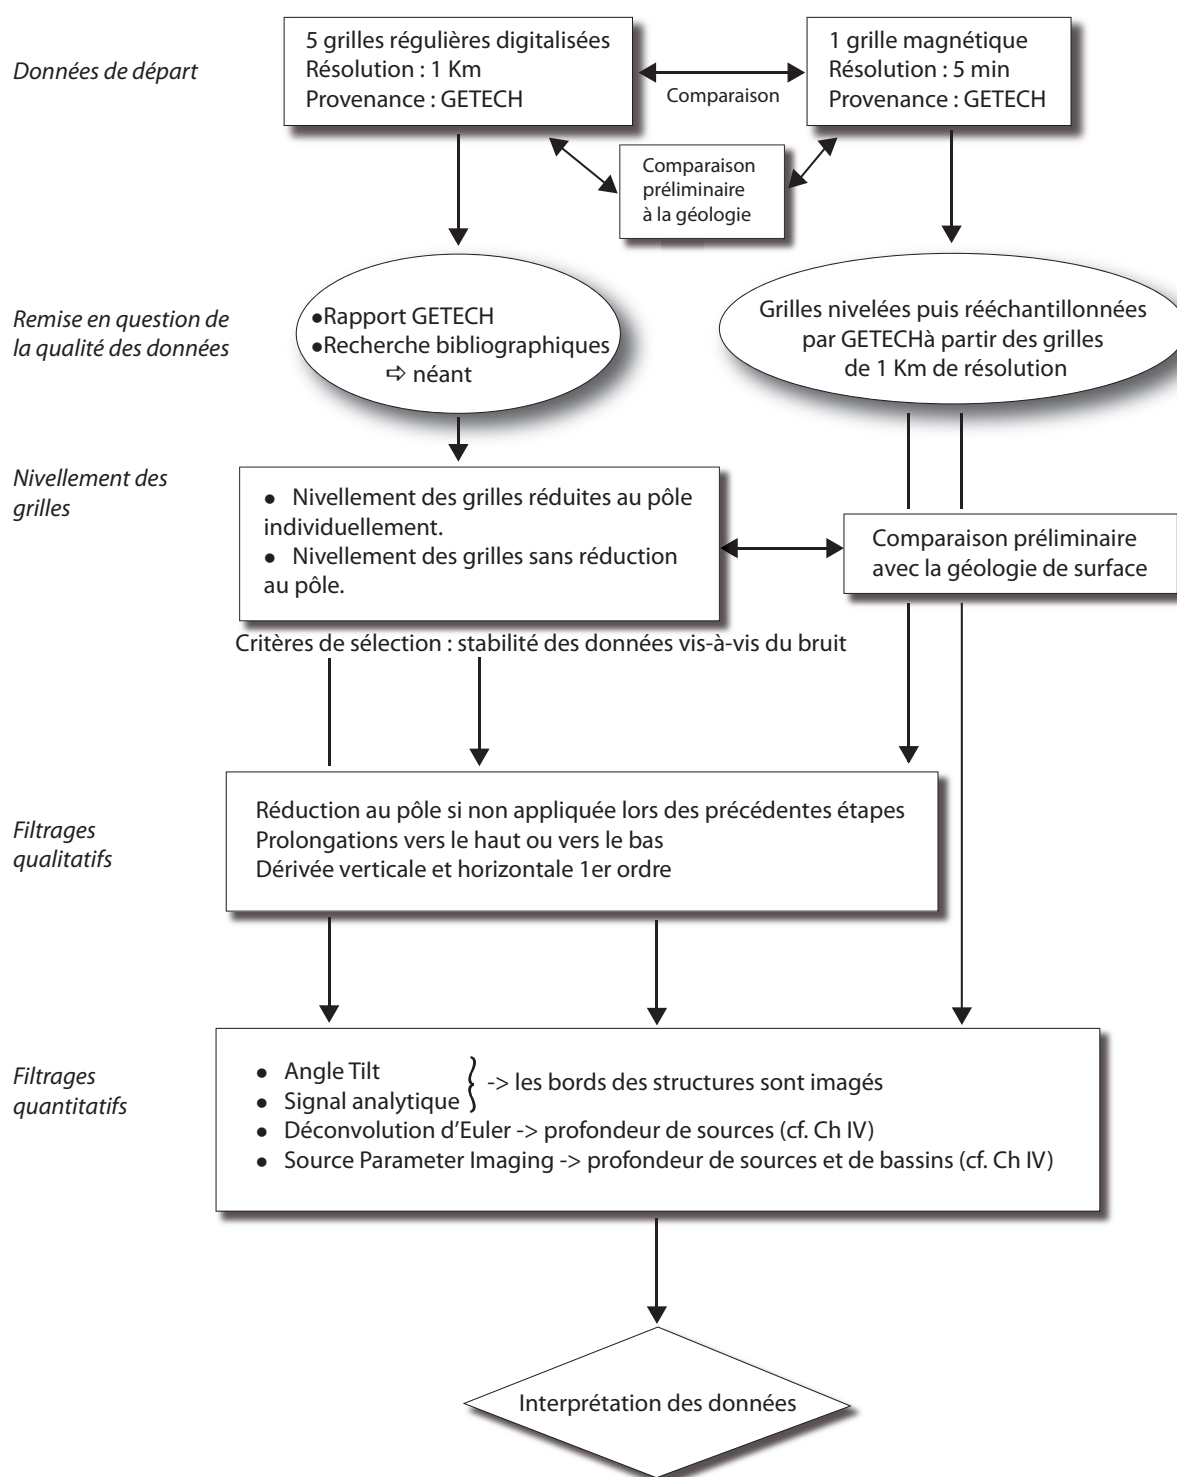 Données de départ
5 grilles régulières digitalisées
Résolution : 1 Km
Provenance : GETECH
Comparaison
1 grille magnétique
Résolution : 5 min
Provenance : GETECH
Comparaison
préliminaire
à la géologie
Remise en question de
la qualité des données
●Rapport GETECH
●Recherche bibliographiques
⇨ néant
Grilles nivelées puis rééchantillonnées
par GETECHà partir des grilles
de 1 Km de résolution
Nivellement des
grilles
● Nivellement des grilles réduites au pôle
individuellement.
● Nivellement des grilles sans réduction
au pôle.
Comparaison préliminaire
avec la géologie de surface
Critères de sélection : stabilité des données vis-à-vis du bruit
Filtrages
qualitatifs
Réduction au pôle si non appliquée lors des précédentes étapes
Prolongations vers le haut ou vers le bas
Dérivée verticale et horizontale 1er ordre
Filtrages
quantitatifs
● Angle Tilt
● Signal analytique
-> les bords des structures sont imagés
● Déconvolution d'Euler -> profondeur de sources (cf. Ch IV)
● Source Parameter Imaging -> profondeur de sources et de bassins (cf. Ch IV)
Interprétation des données